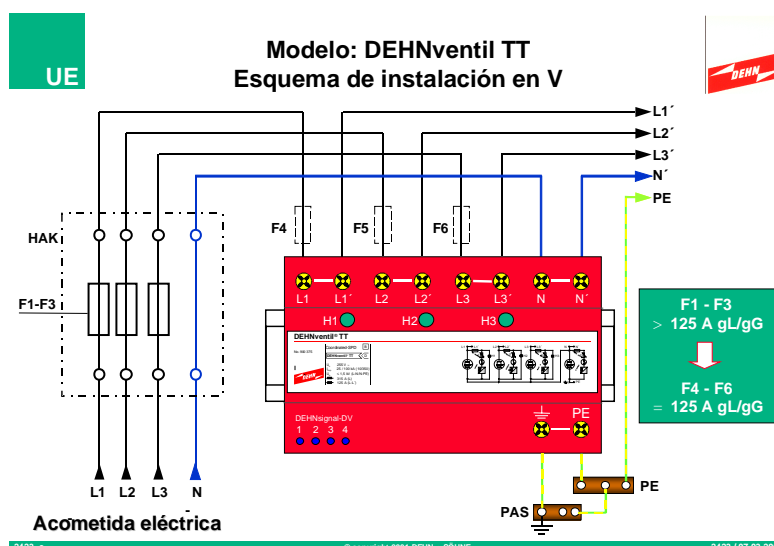 UE
Modelo: DEHNventil TT
Esquema de instalación en V
DEHN
L1´
L2´
L3´
N´
PE
HAK
F4
F5
F6
F1-F3
L1 L1´ L2 L2´ L3 L3´ N N´
H1 H2 H3
DEHNventil® TT
DEHNsignal-DV
1 2 3 4
PE
F1 - F3
> 125 A gL/gG
F4 - F6
= 125 A gL/gG
PE
PAS
L1 L2 L3 N
Acometida eléctrica